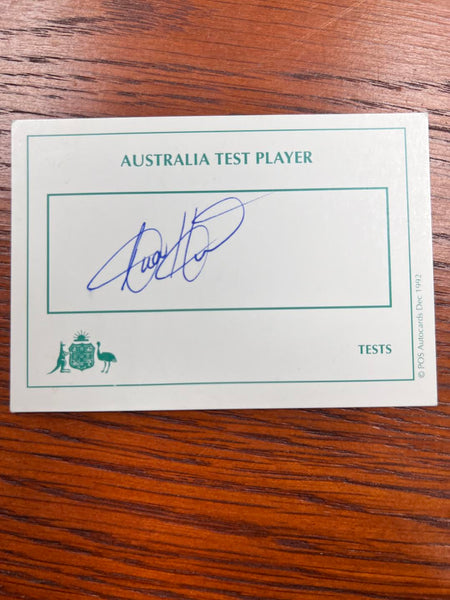 AUSTRALIA TEST PLAYER
TESTS
© POS Autocards Dec 1992